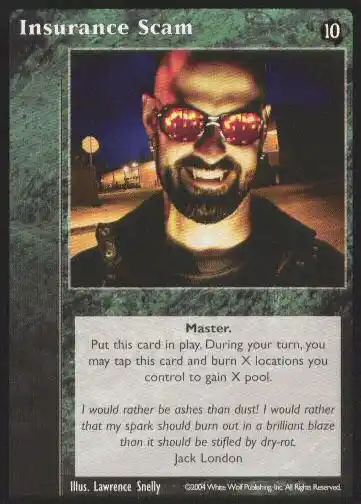 Insurance Scam
10
Master.
Put this card in play. During your turn, you
may tap this card and burn X locations you
control to gain X pool.
I would rather be ashes than dust! I would rather
that my spark should burn out in a brilliant blaze
than it should be stifled by dry-rot.
Jack London
Illus. Lawrence Snelly
©2004 White Wolf Publishing, Inc. All Rights Reserved.